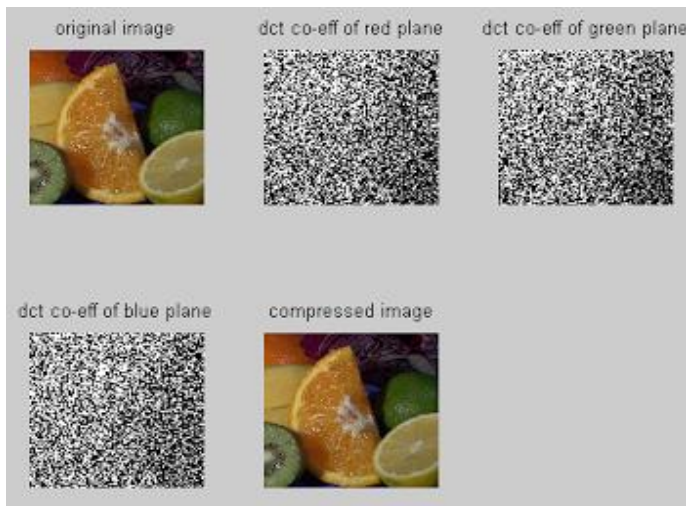 original image
dct co-eff of red plane
dct co-eff of green plane
dct co-eff of blue plane
compressed image